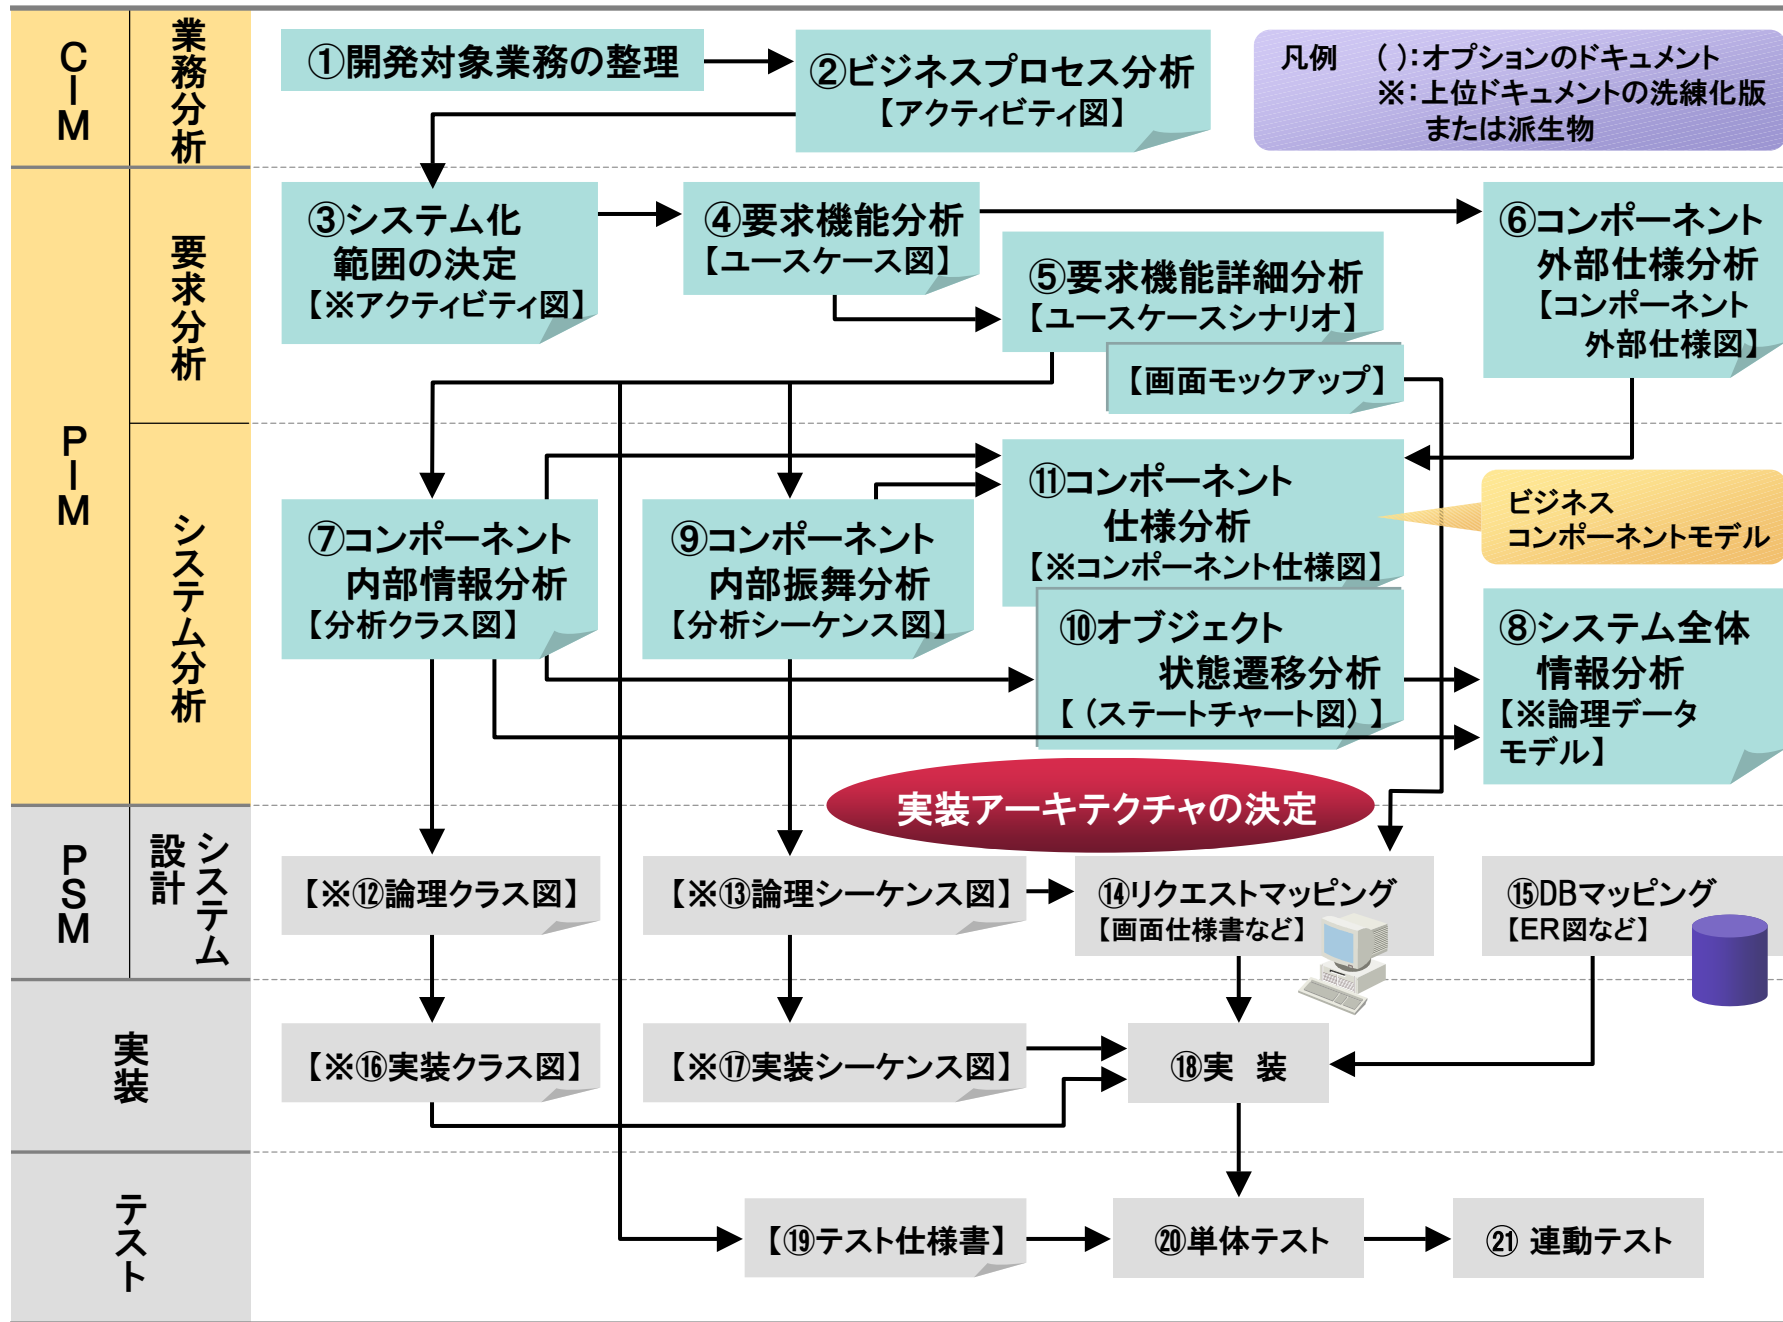 CIM
業務分析
①開発対象業務の整理
②ビジネスプロセス分析
【アクティビティ図】
凡例　( ):オプションのドキュメント
※:上位ドキュメントの洗練化版
または派生物
PIM
要求分析
③システム化
範囲の決定
【※アクティビティ図】
④要求機能分析
【ユースケース図】
⑤要求機能詳細分析
【ユースケースシナリオ】
【画面モックアップ】
⑥コンポーネント
外部仕様分析
【コンポーネント
外部仕様図】
システム分析
⑦コンポーネント
内部情報分析
【分析クラス図】
⑨コンポーネント
内部振舞分析
【分析シーケンス図】
⑪コンポーネント
仕様分析
【※コンポーネント仕様図】
ビジネス
コンポーネントモデル
⑩オブジェクト
状態遷移分析
【（ステートチャート図）】
⑧システム全体
情報分析
【※論理データ
モデル】
実装アーキテクチャの決定
PSM
システム
設計
【※⑫論理クラス図】
【※⑬論理シーケンス図】
⑭リクエストマッピング
【画面仕様書など】
⑮DBマッピング
【ER図など】
実装
【※⑯実装クラス図】
【※⑰実装シーケンス図】
⑱実　装
テスト
【⑲テスト仕様書】
⑳単体テスト
㉑ 連動テスト